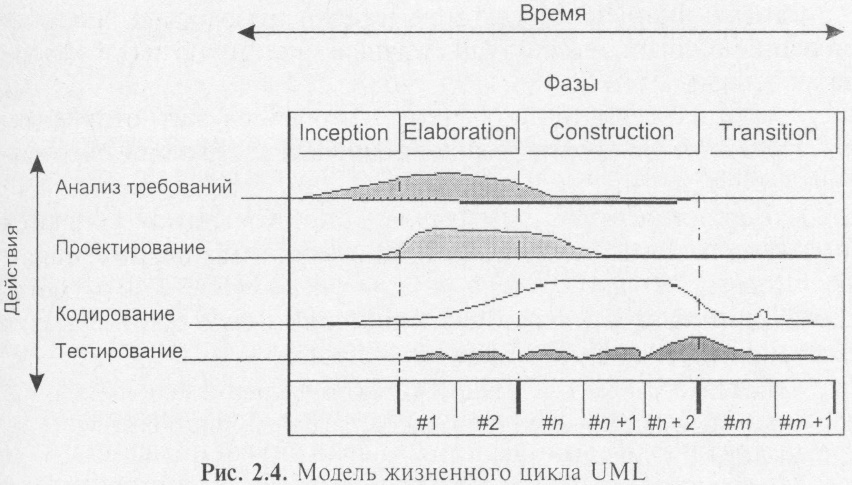 Время
Фазы
Inception Elaboration Construction Transition
Действия
Анализ требований
Проектирование
Кодирование
Тестирование
#1 #2 #n #n +1 #n + 2 #m #m + 1
Рис. 2.4. Модель жизненного цикла UML